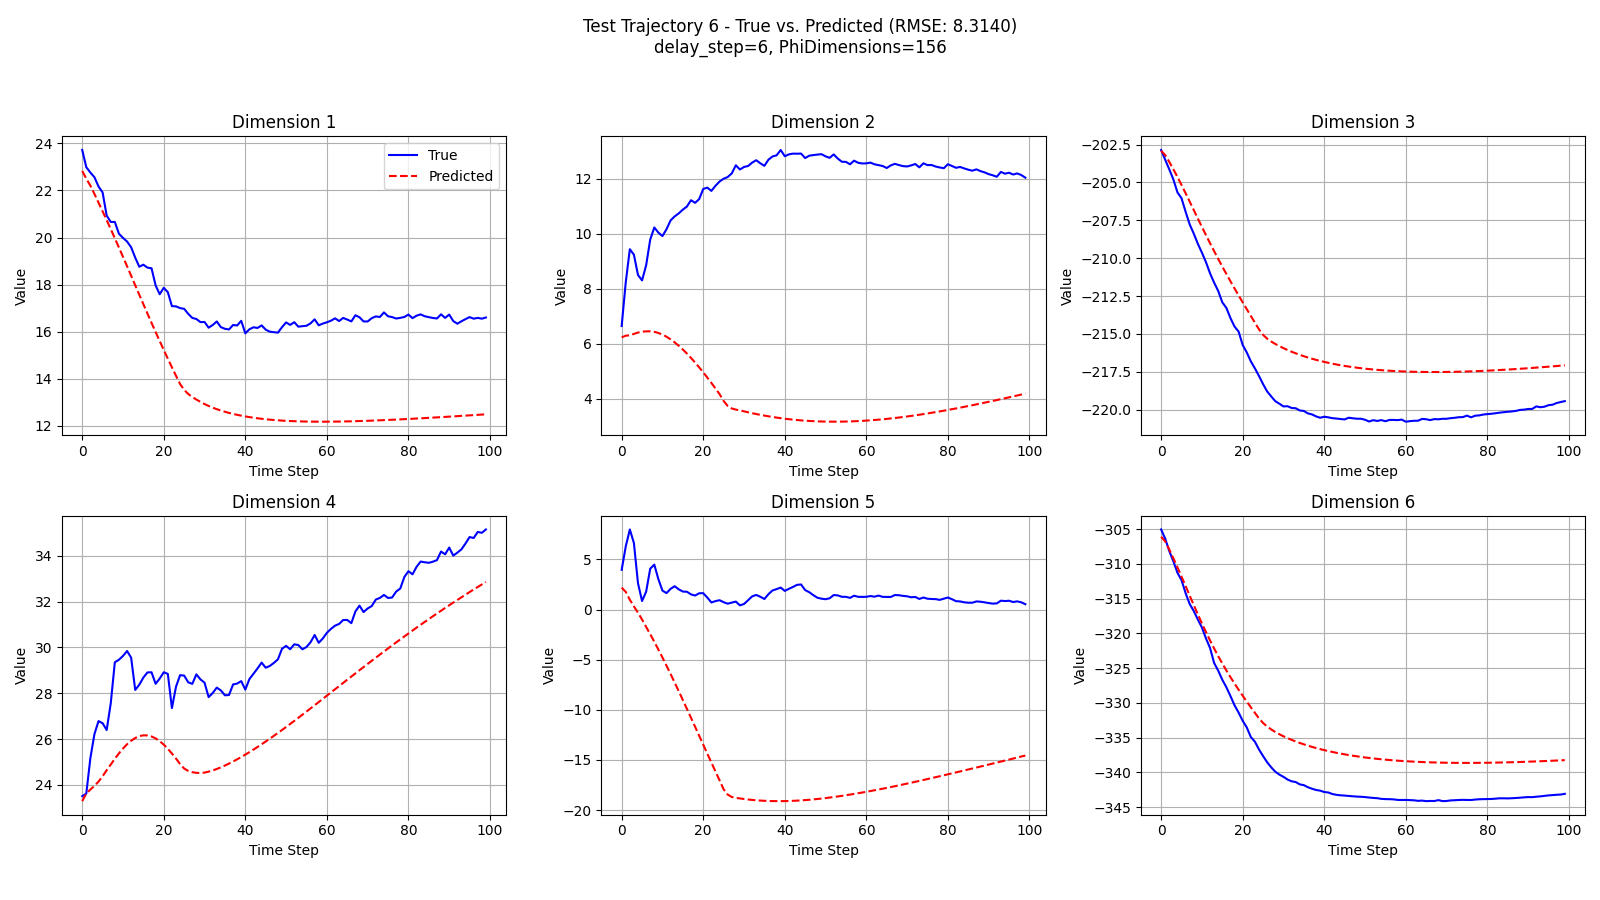 Test Trajectory 6 - True vs. Predicted (RMSE: 8.3140)
delay_step=6, PhiDimensions=156
Dimension 1
True
Predicted
Value
24
22
20
18
16
14
12
0 20 40 60 80 100
Time Step
Dimension 2
Value
12
10
8
6
4
0 20 40 60 80 100
Time Step
Dimension 3
Value
−202.5
−205.0
−207.5
−210.0
−212.5
−215.0
−217.5
−220.0
0 20 40 60 80 100
Time Step
Dimension 4
Value
34
32
30
28
26
24
0 20 40 60 80 100
Time Step
Dimension 5
Value
5
0
−5
−10
−15
−20
0 20 40 60 80 100
Time Step
Dimension 6
Value
−305
−310
−315
−320
−325
−330
−335
−340
−345
0 20 40 60 80 100
Time Step